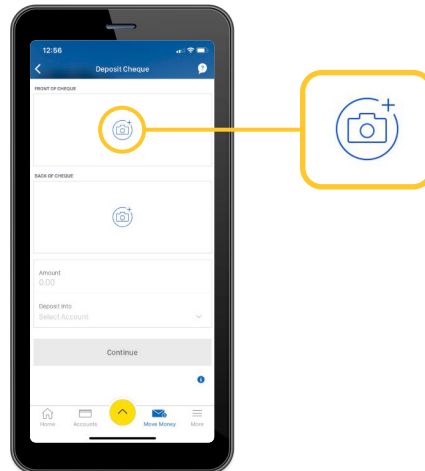 12:56
Deposit Cheque
?
FRONT OF CHEQUE
BACK OF CHEQUE
Amount
0.00
Deposit Into
Select Account
Continue
i
Home Accounts Move Money More